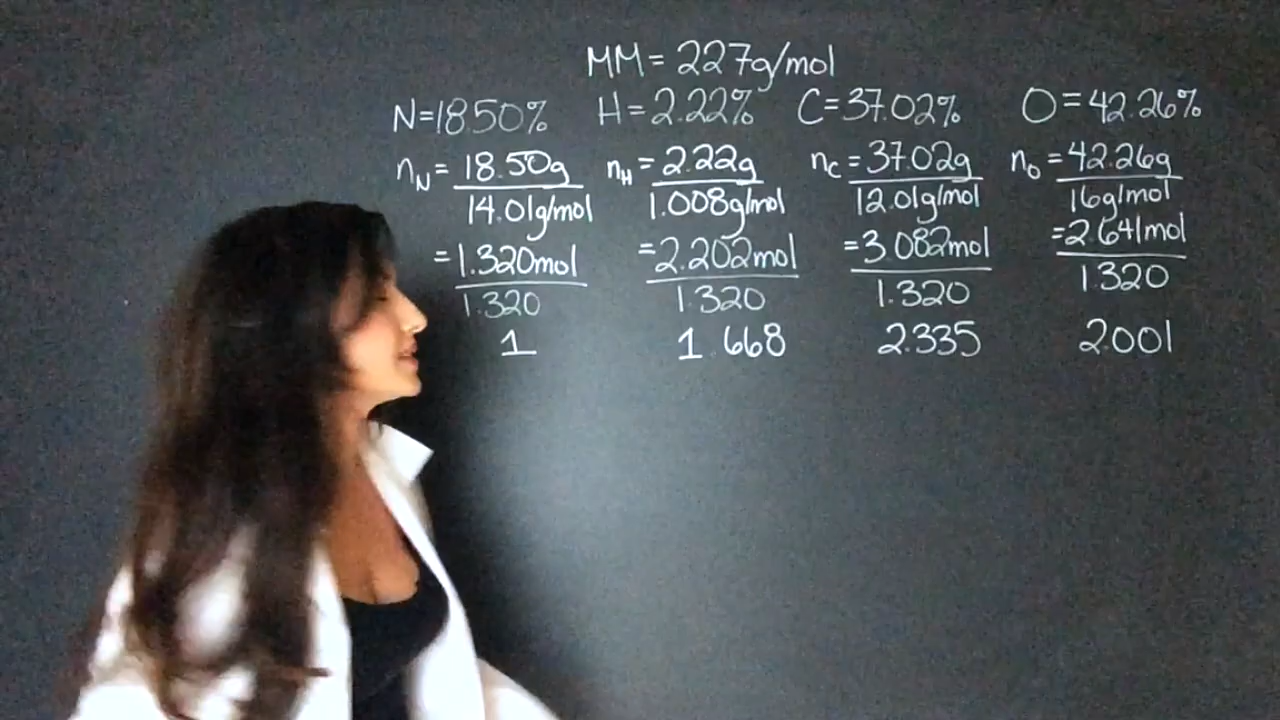 MM = 227g/mol
N=18.50% H=2.22% C=37.02% O=42.26%
nN = 18.50g nH = 2.22g nC = 37.02g nO = 42.26g
14.01g/mol 1.008g/mol 12.01g/mol 16g/mol
=1.320mol =2.202mol =3.082mol =2.641mol
1.320 1.320 1.320 1.320
1 1.668 2.335 2.001